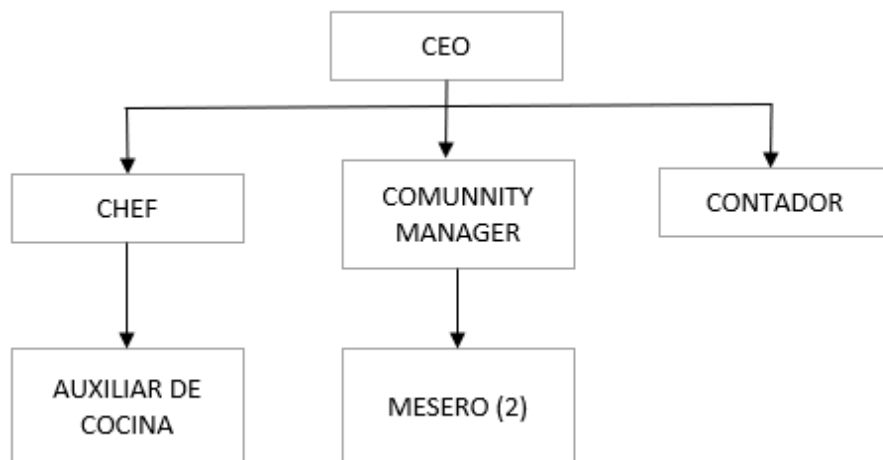 CEO
CHEF
COMUNNITY
MANAGER
CONTADOR
AUXILIAR DE
COCINA
MESERO (2)